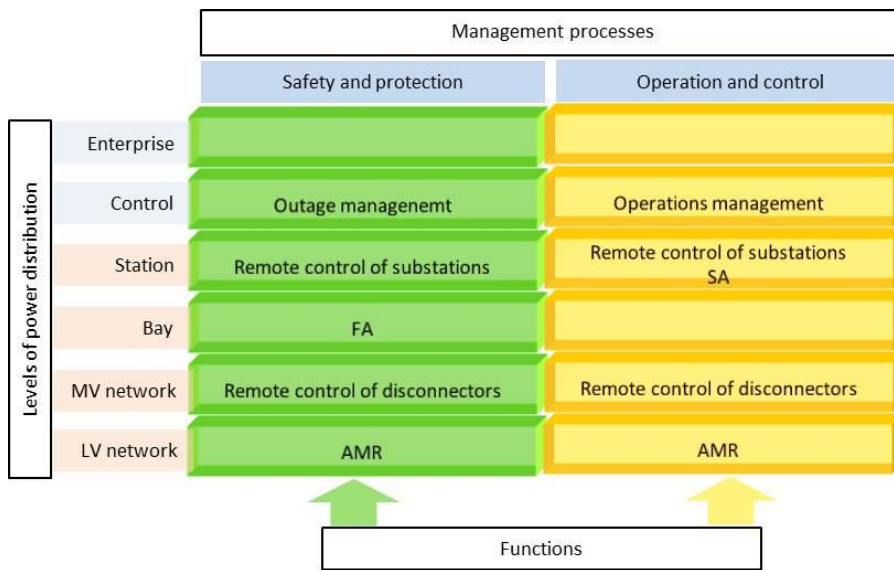 Management processes
Safety and protection
Operation and control
Levels of power distribution
Enterprise
Control
Outage managenemt
Operations management
Station
Remote control of substations
Remote control of substations
SA
Bay
FA
MV network
Remote control of disconnectors
Remote control of disconnectors
LV network
AMR
AMR
Functions